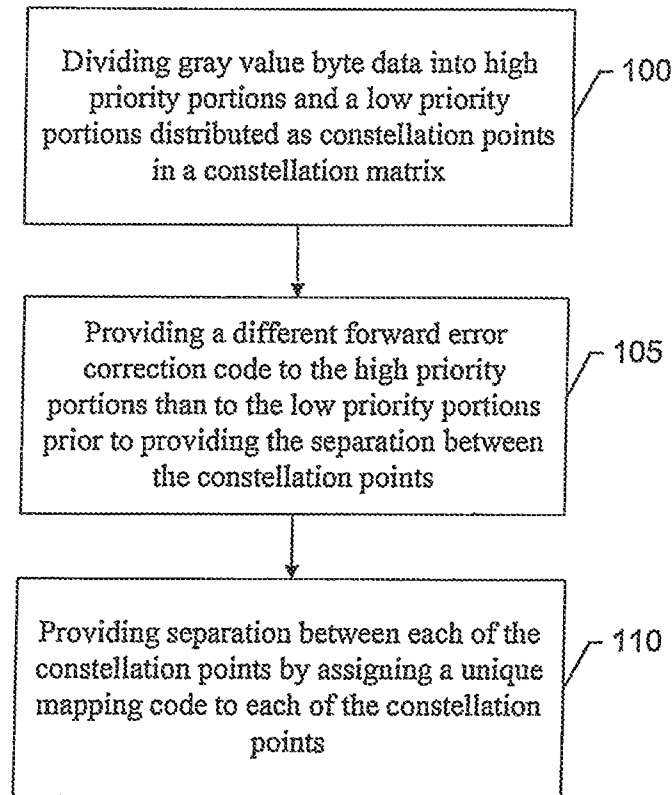 Dividing gray value byte data into high
priority portions and a low priority
portions distributed as constellation points
in a constellation matrix
100
Providing a different forward error
correction code to the high priority
portions than to the low priority portions
prior to providing the separation between
the constellation points
105
Providing separation between each of the
constellation points by assigning a unique
mapping code to each of the constellation
points
110